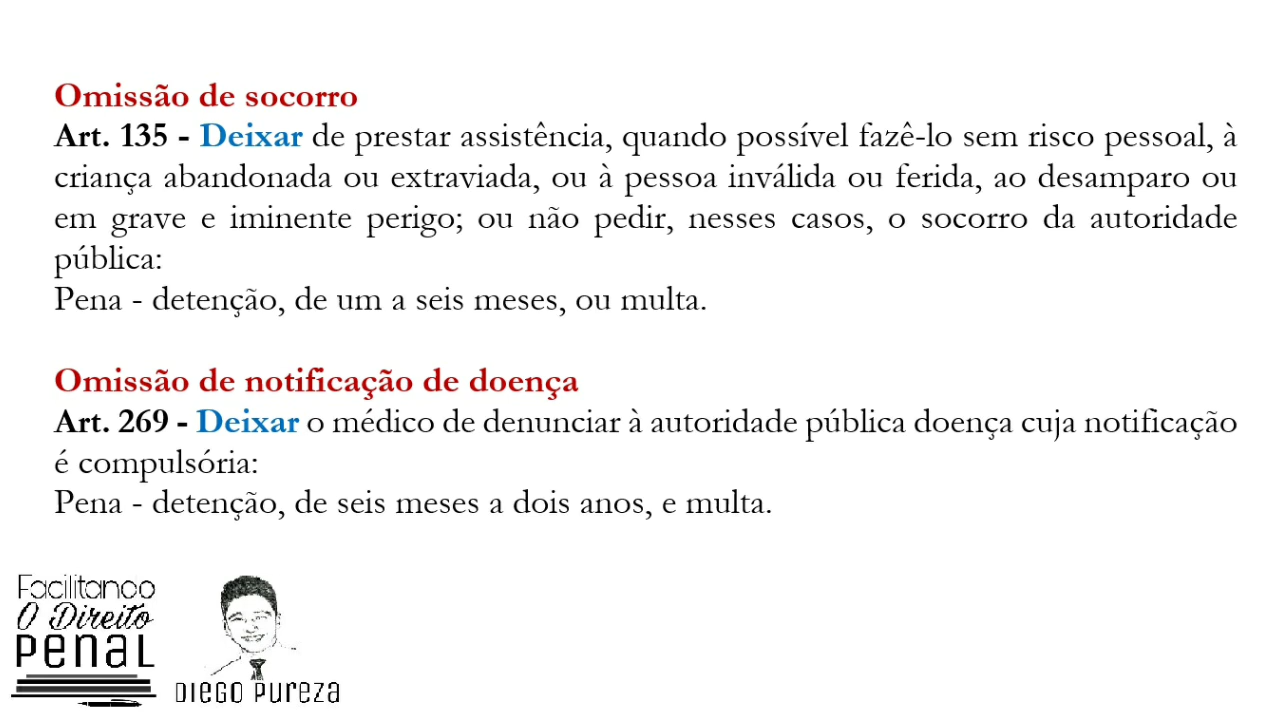 Omissão de socorro
Art. 135 - Deixar de prestar assistência, quando possível fazê-lo sem risco pessoal, à
criança abandonada ou extraviada, ou à pessoa inválida ou ferida, ao desamparo ou
em grave e iminente perigo; ou não pedir, nesses casos, o socorro da autoridade
pública:
Pena - detenção, de um a seis meses, ou multa.
Omissão de notificação de doença
Art. 269 - Deixar o médico de denunciar à autoridade pública doença cuja notificação
é compulsória:
Pena - detenção, de seis meses a dois anos, e multa.
Facilitando
O Direito
Penal
Diego Pureza